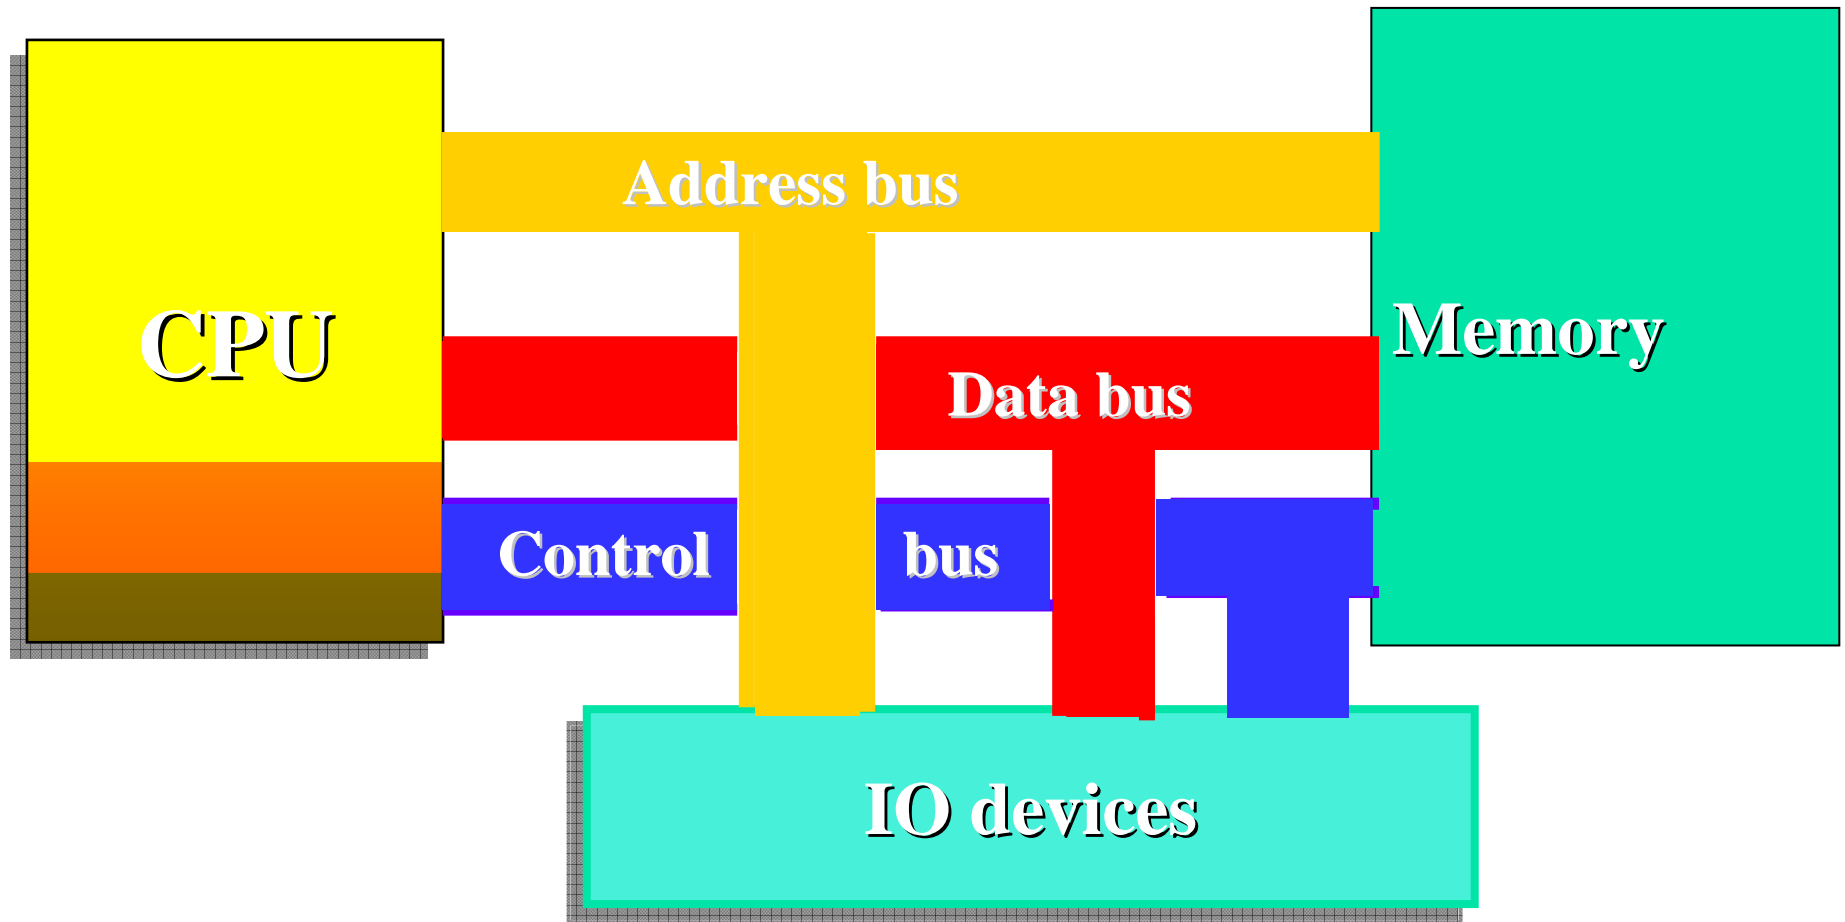 Address bus
CPU
Memory
Data bus
Control bus
IO devices